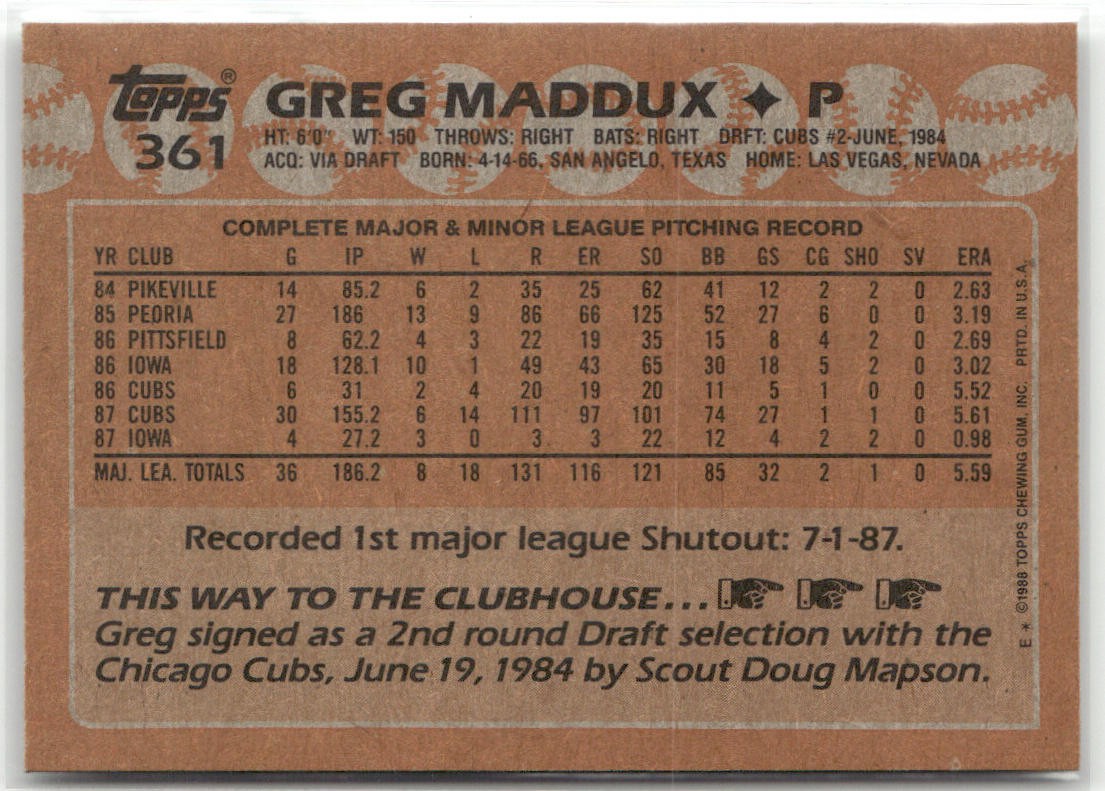 topps® GREG MADDUX ✦ P
361 HT: 6'0" WT: 150 THROWS: RIGHT BATS: RIGHT DRFT: CUBS #2-JUNE, 1984
ACQ: VIA DRAFT BORN: 4-14-66, SAN ANGELO, TEXAS HOME: LAS VEGAS, NEVADA
COMPLETE MAJOR & MINOR LEAGUE PITCHING RECORD
YR CLUB G IP W L R ER SO BB GS CG SHO SV ERA
84 PIKEVILLE 14 85.2 6 2 35 25 62 41 12 2 2 0 2.63
85 PEORIA 27 186 13 9 86 66 125 52 27 6 0 0 3.19
86 PITTSFIELD 8 62.2 4 3 22 19 35 15 8 4 2 0 2.69
86 IOWA 18 128.1 10 1 49 43 65 30 18 5 2 0 3.02
86 CUBS 6 31 2 4 20 19 20 11 5 1 0 0 5.52
87 CUBS 30 155.2 6 14 111 97 101 74 27 1 1 0 5.61
87 IOWA 4 27.2 3 0 3 3 22 12 4 2 2 0 0.98
MAJ. LEA. TOTALS 36 186.2 8 18 131 116 121 85 32 2 1 0 5.59
Recorded 1st major league Shutout: 7-1-87.
THIS WAY TO THE CLUBHOUSE...
Greg signed as a 2nd round Draft selection with the
Chicago Cubs, June 19, 1984 by Scout Doug Mapson.
E * ©1988 TOPPS CHEWING GUM, INC. PRTD. IN U.S.A.